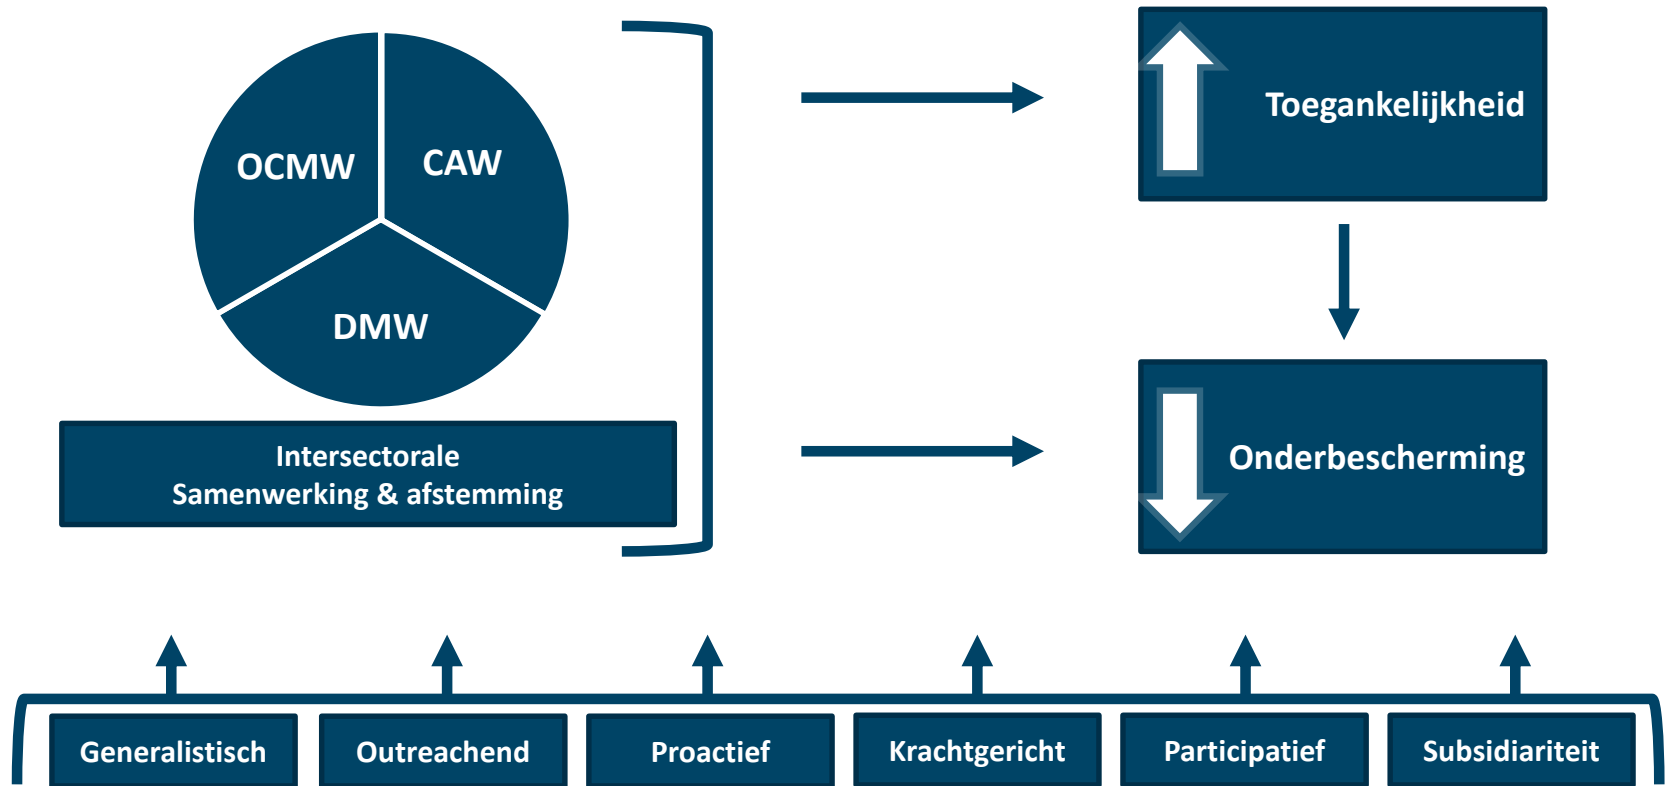 OCMW
CAW
DMW
Intersectorale
Samenwerking & afstemming
Toegankelijkheid
Onderbescherming
Generalistisch
Outreachend
Proactief
Krachtgericht
Participatief
Subsidiariteit